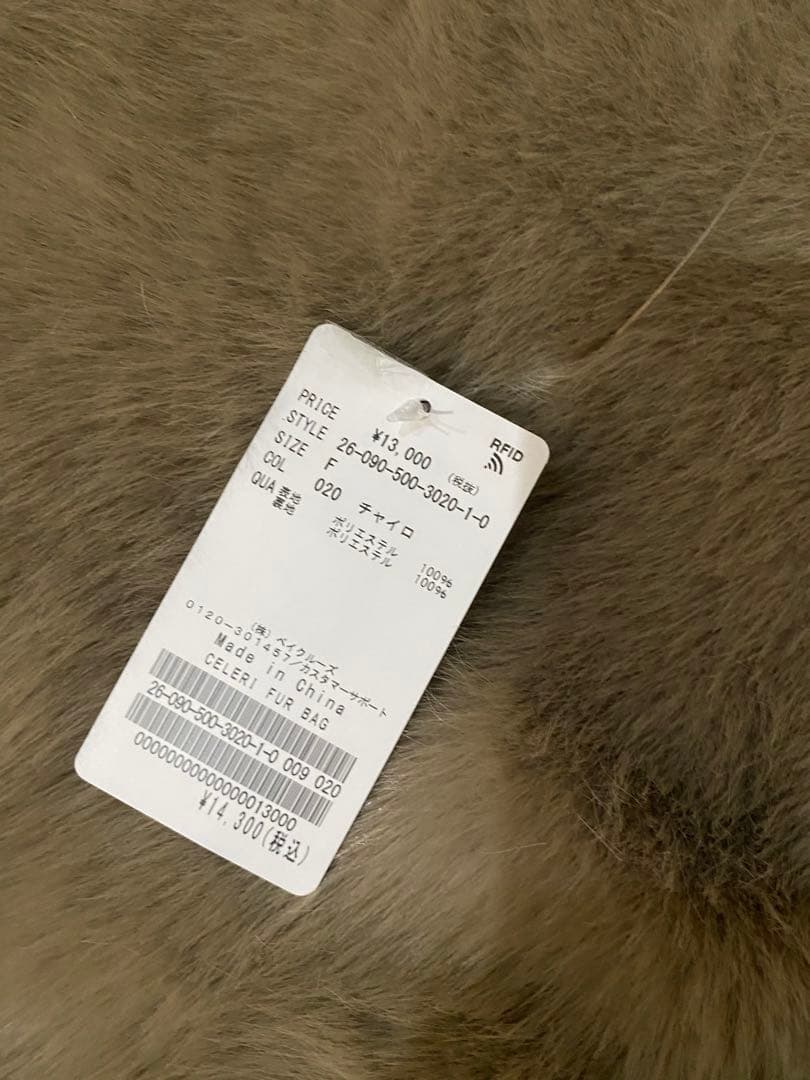 RFID
PRICE ¥13,000 (税抜)
STYLE 26-090-500-3020-1-0
SIZE F
COL 020 チャイロ
QUA 表地 ポリエステル 100%
裏地 ポリエステル 100%
(株) ベイクルーズ
0120-301457/カスタマーサポート
Made in China
CELERI FUR BAG
26-090-500-3020-1-0 009 020
0000000000000013000
¥14,300(税込)